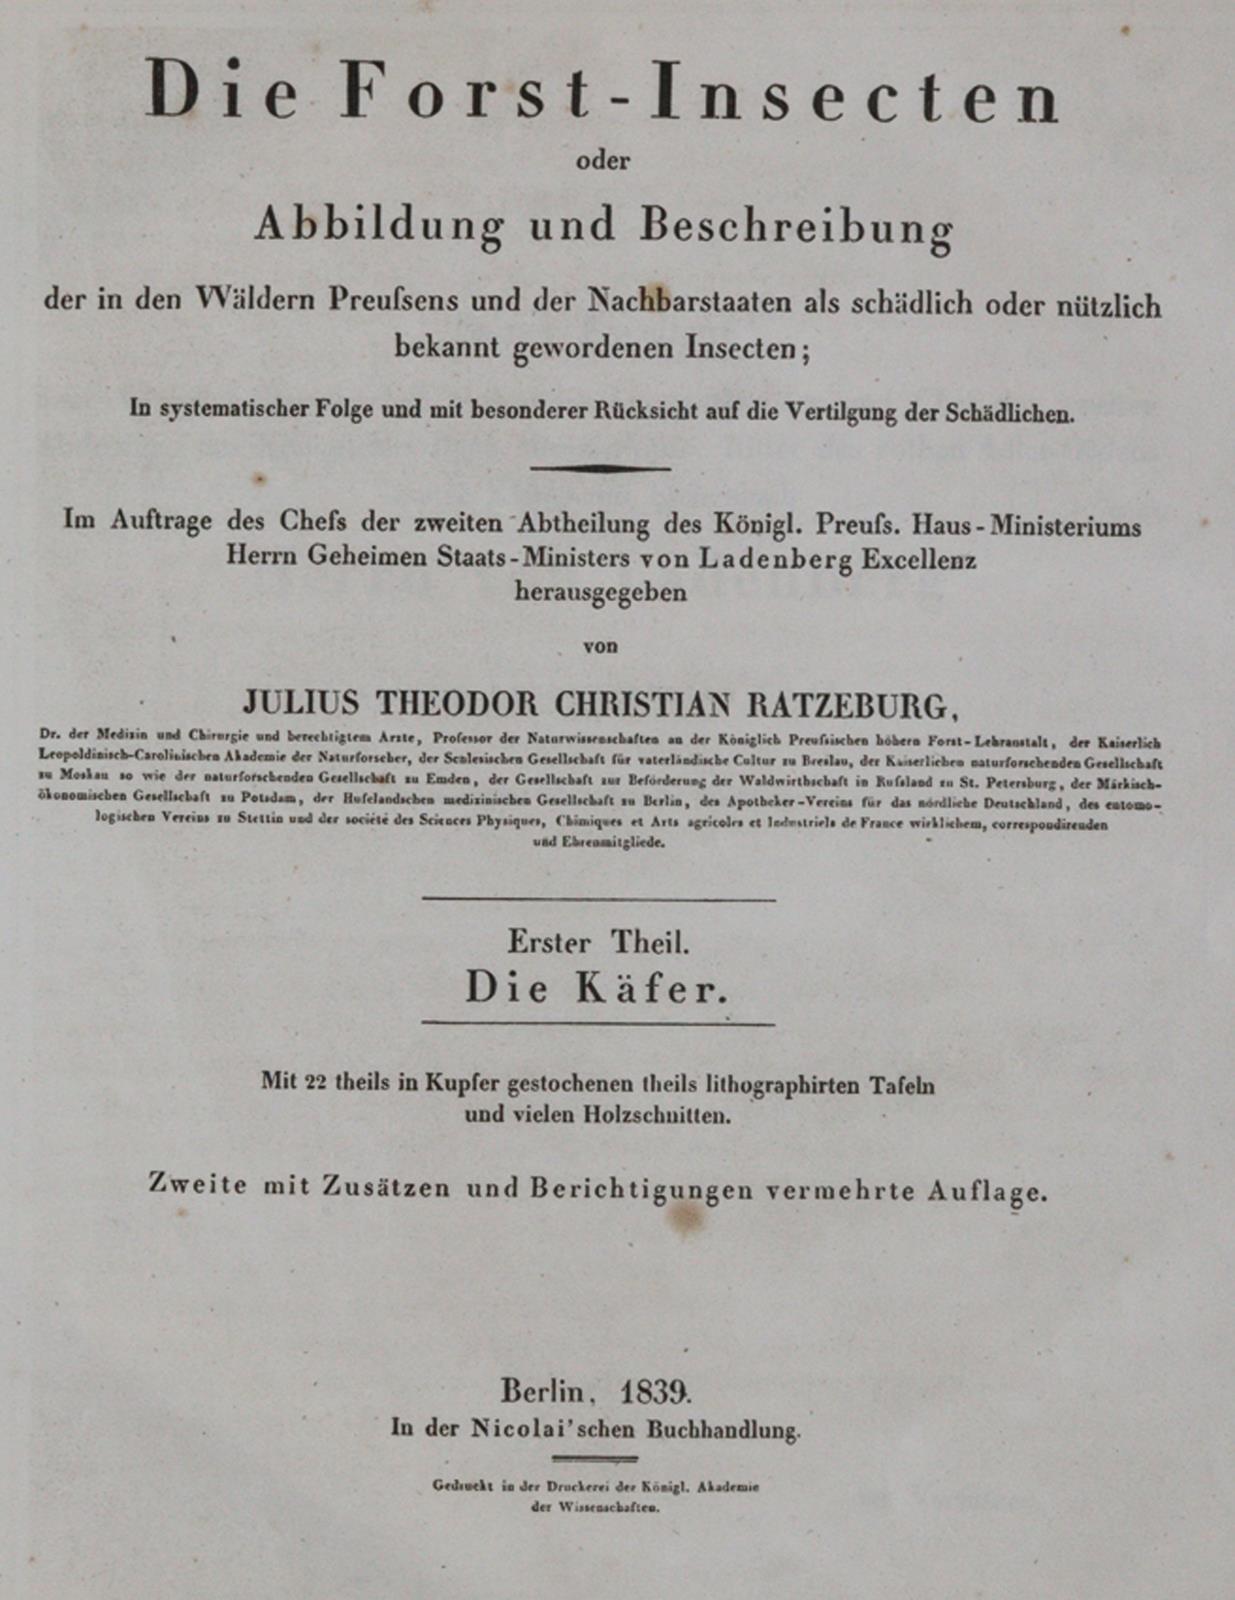 Die Forst-Insecten
oder
Abbildung und Beschreibung
der in den Wäldern Preuſsens und der Nachbarstaaten als schädlich oder nützlich
bekannt gewordenen Insecten;
In systematischer Folge und mit besonderer Rücksicht auf die Vertilgung der Schädlichen.
Im Auftrage des Chefs der zweiten Abtheilung des Königl. Preuſs. Haus-Ministeriums
Herrn Geheimen Staats-Ministers von Ladenberg Excellenz
herausgegeben
von
JULIUS THEODOR CHRISTIAN RATZEBURG,
Dr. der Medizin und Chirurgie und berechtigtem Arzte, Professor der Naturwissenschaften an der Königlich Preuſsischen höhern Forst-Lehranstalt, der Kaiserlich
Leopoldinisch-Carolinischen Akademie der Naturforscher, der Schlesischen Gesellschaft für vaterländische Cultur zu Breslau, der Kaiserlichen naturforschenden Gesellschaft
zu Moskau so wie der naturforschenden Gesellschaft zu Emden, der Gesellschaft zur Beförderung der Waldwirthschaft in Ruſsland zu St. Petersburg, der Märkisch-
ökonomischen Gesellschaft zu Potsdam, der Hufelandschen medizinischen Gesellschaft zu Berlin, des Apotheker-Vereins für das nördliche Deutschland, des entomo-
logischen Vereins zu Stettin und der société des Sciences Physiques, Chimiques et Arts agricoles et Industriels de France wirklichem, correspondirenden
und Ehrenmitgliede.
Erster Theil.
Die Käfer.
Mit 22 theils in Kupfer gestochenen theils lithographirten Tafeln
und vielen Holzschnitten.
Zweite mit Zusätzen und Berichtigungen vermehrte Auflage.
Berlin, 1839.
In der Nicolai'schen Buchhandlung.
Gedruckt in der Druckerei der Königl. Akademie
der Wissenschaften.